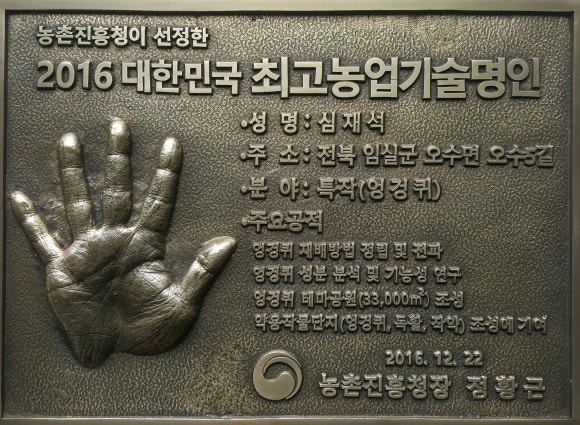 농촌진흥청이 선정한
2016 대한민국 최고농업기술명인
•성 명 : 심재석
•주 소 : 전북 임실군 오수면 오수5길
•분 야 : 특작(엉겅퀴)
•주요공적
엉겅퀴 재배방법 정립 및 전파
엉겅퀴 성분 분석 및 기능성 연구
엉겅퀴 테마공원(33,000㎡) 조성
약용작물단지(엉겅퀴, 독활, 작약) 조성에 기여
2016. 12. 22
농촌진흥청장 정황근